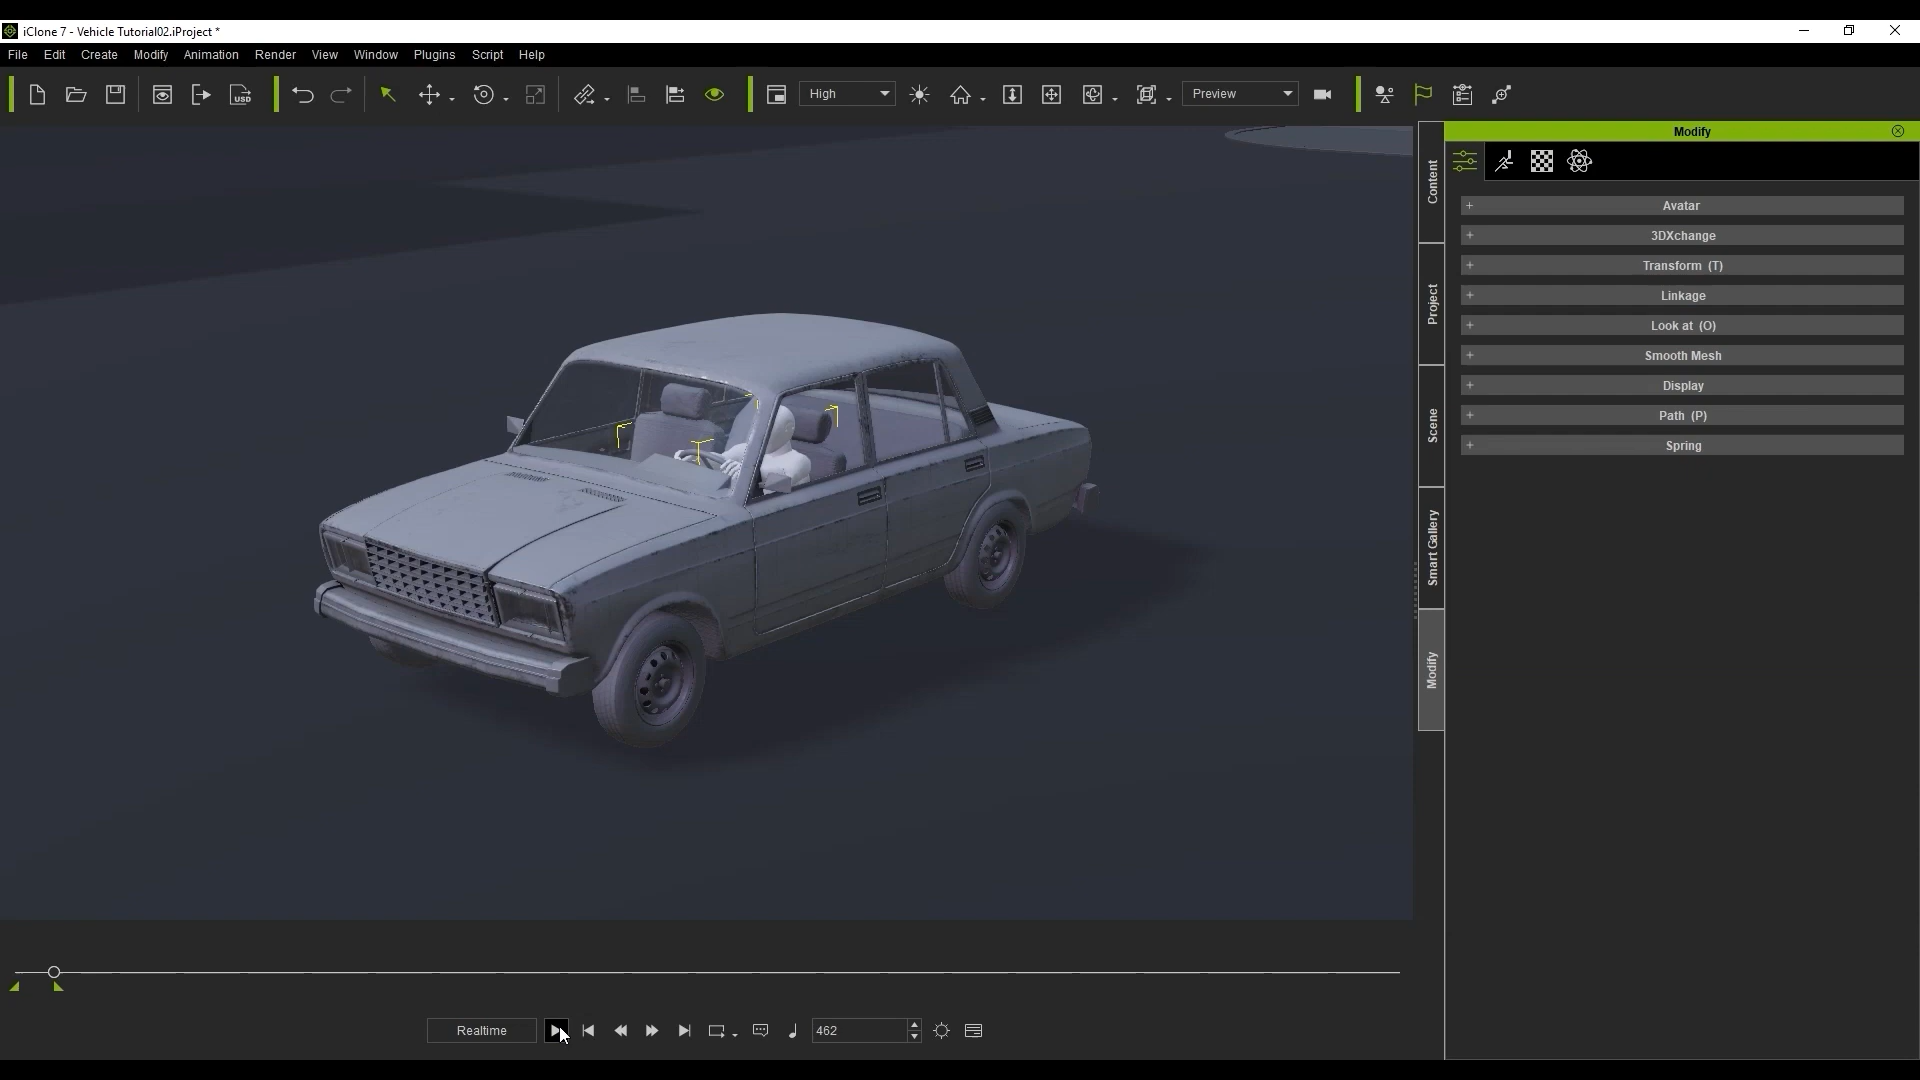 iClone 7 - Vehicle Tutorial02.iProject *
File Edit Create Modify Animation Render View Window Plugins Script Help
USD High Preview
Modify
Content
Project
Scene
Smart Gallery
Modify
+ Avatar
+ 3DXchange
+ Transform (T)
+ Linkage
+ Look at (O)
+ Smooth Mesh
+ Display
+ Path (P)
+ Spring
Realtime 462